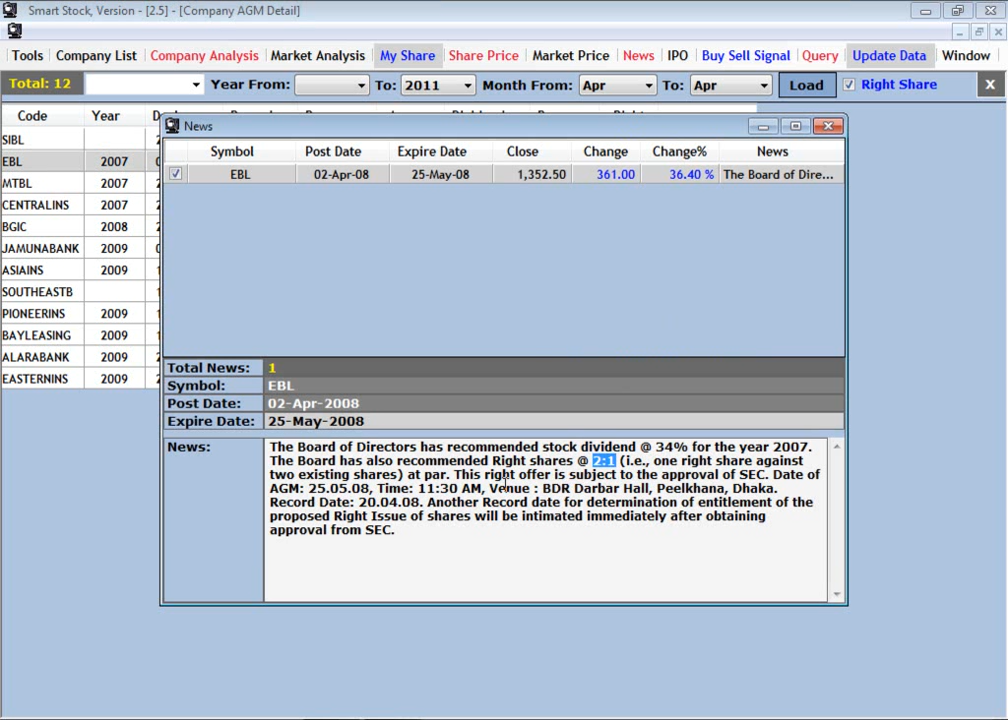 Smart Stock, Version - [2.5] - [Company AGM Detail]
Tools Company List Company Analysis Market Analysis My Share Share Price Market Price News IPO Buy Sell Signal Query Update Data Window
Total: 12 Year From: To: 2011 Month From: Apr To: Apr Load Right Share X
Code Year
SIBL
EBL 2007
MTBL 2007
CENTRALINS 2007
BGIC 2008
JAMUNABANK 2009
ASIAINS 2009
SOUTHEASTB
PIONEERINS 2009
BAYLEASING 2009
ALARABANK 2009
EASTERNINS 2009
News
Symbol Post Date Expire Date Close Change Change% News
EBL 02-Apr-08 25-May-08 1,352.50 361.00 36.40 % The Board of Dire...
Total News: 1
Symbol: EBL
Post Date: 02-Apr-2008
Expire Date: 25-May-2008
News: The Board of Directors has recommended stock dividend @ 34% for the year 2007.
The Board has also recommended Right shares @ 2:1 (i.e., one right share against
two existing shares) at par. This right offer is subject to the approval of SEC. Date of
AGM: 25.05.08, Time: 11:30 AM, Venue : BDR Darbar Hall, Peelkhana, Dhaka.
Record Date: 20.04.08. Another Record date for determination of entitlement of the
proposed Right Issue of shares will be intimated immediately after obtaining
approval from SEC.